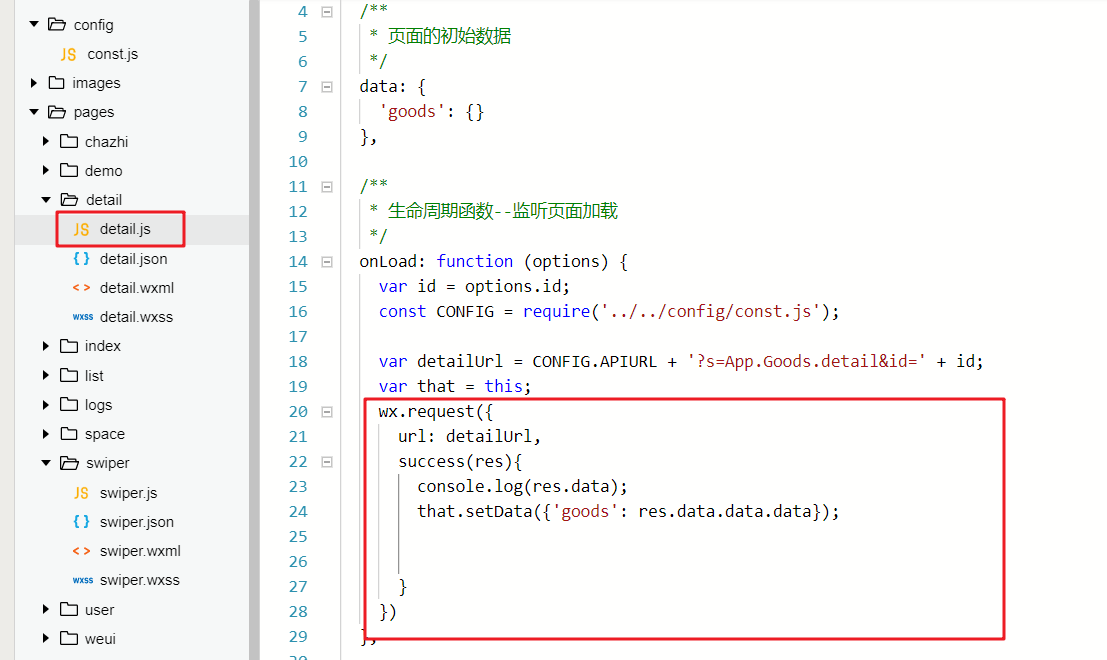 config
const.js
images
pages
chazhi
demo
detail
JS detail.js
{ } detail.json
< > detail.wxml
wxss detail.wxss
index
list
logs
space
swiper
JS swiper.js
{ } swiper.json
< > swiper.wxml
wxss swiper.wxss
user
weui
4 /**
5 * 页面的初始数据
6 */
7 data: {
8 'goods': {}
9 },
10
11 /**
12 * 生命周期函数--监听页面加载
13 */
14 onLoad: function (options) {
15 var id = options.id;
16 const CONFIG = require('../../config/const.js');
17
18 var detailUrl = CONFIG.APIURL + '?s=App.Goods.detail&id=' + id;
19 var that = this;
20 wx.request({
21 url: detailUrl,
22 success(res){
23 console.log(res.data);
24 that.setData({'goods': res.data.data.data});
25
26
27 }
28 })
29 },